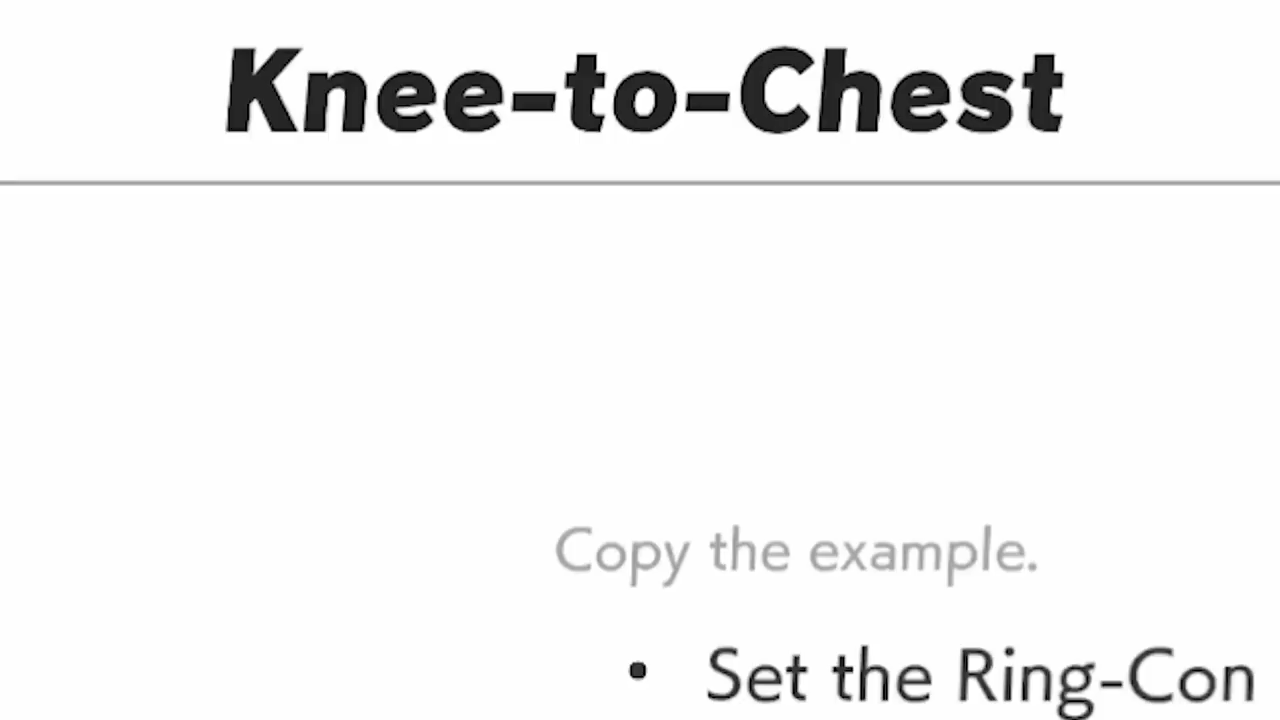 Knee-to-Chest
Copy the example.
• Set the Ring-Con